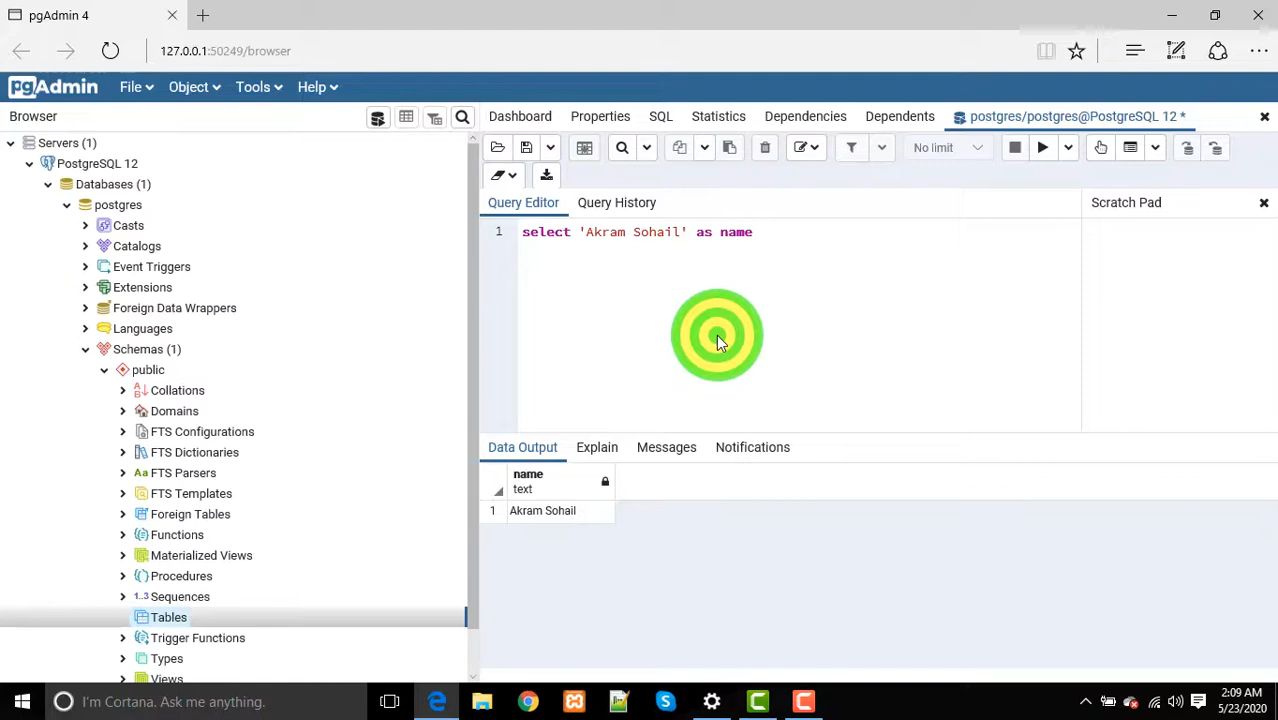 pgAdmin 4
127.0.0.1:50249/browser
pgAdmin File Object Tools Help
Browser
Dashboard Properties SQL Statistics Dependencies Dependents postgres/postgres@PostgreSQL 12 *
Servers (1)
PostgreSQL 12
Databases (1)
postgres
Casts
Catalogs
Event Triggers
Extensions
Foreign Data Wrappers
Languages
Schemas (1)
public
Collations
Domains
FTS Configurations
FTS Dictionaries
Aa FTS Parsers
FTS Templates
Foreign Tables
Functions
Materialized Views
Procedures
1..3 Sequences
Tables
Trigger Functions
Types
Views
No limit
Query Editor Query History
Scratch Pad
1 select 'Akram Sohail' as name
Data Output Explain Messages Notifications
name
text
1 Akram Sohail
I'm Cortana. Ask me anything.
2:09 AM
5/23/2020